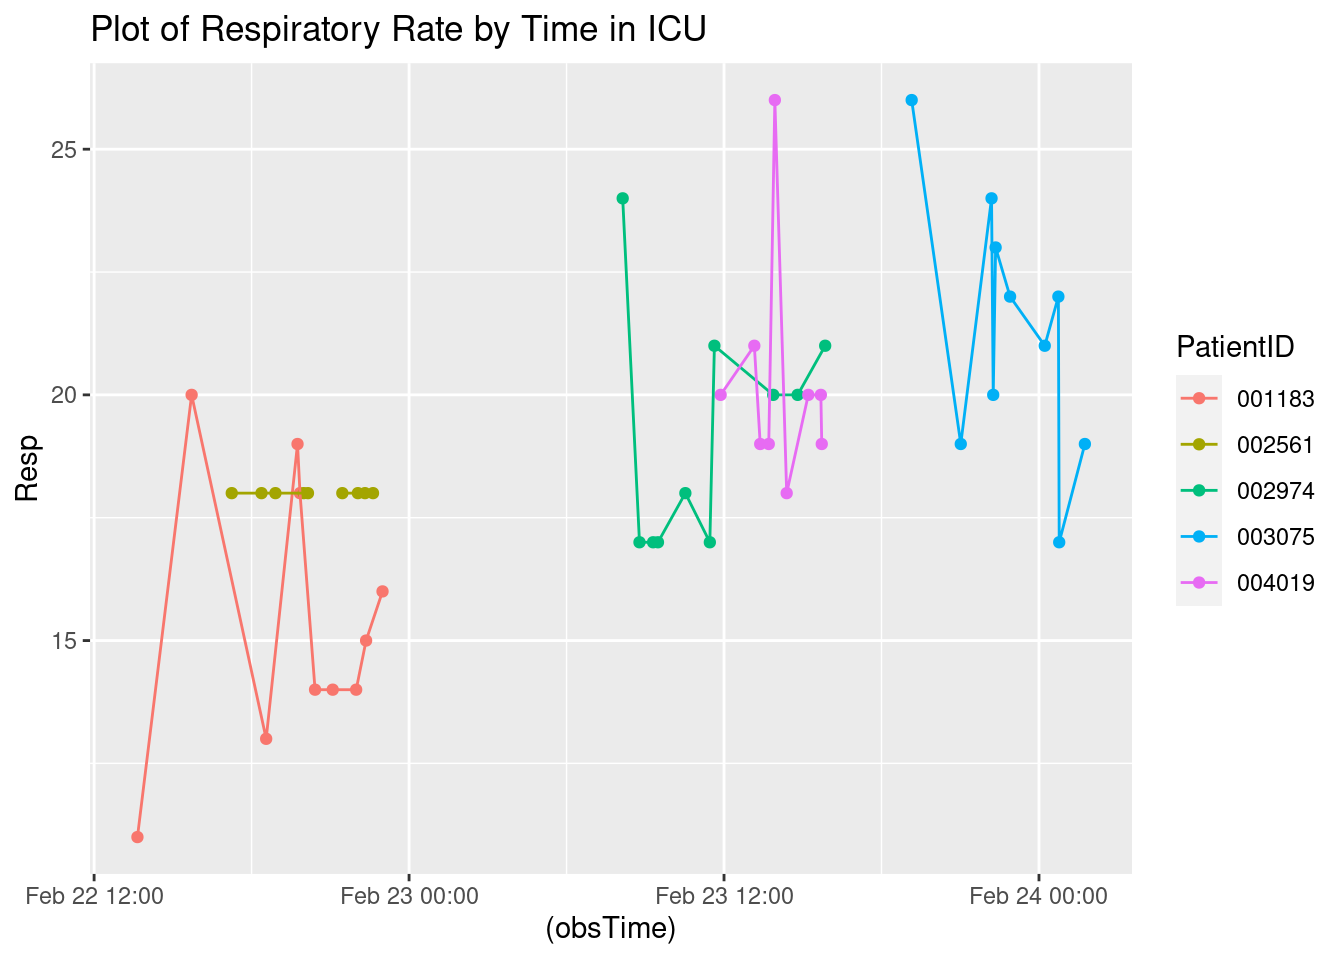 Plot of Respiratory Rate by Time in ICU
25
20
15
Resp
Feb 22 12:00
Feb 23 00:00
Feb 23 12:00
Feb 24 00:00
(obsTime)
PatientID
001183
002561
002974
003075
004019